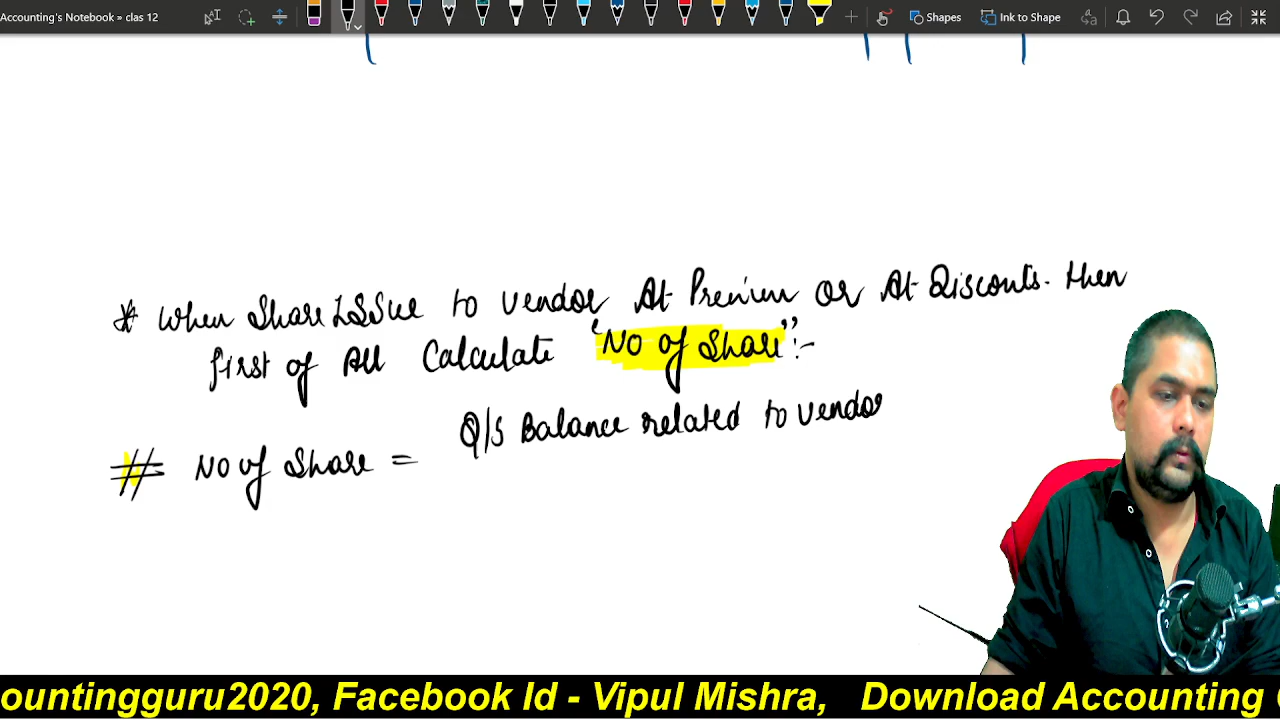 Accounting's Notebook » clas 12
Shapes
Ink to Shape
* When Share ISSue to vendor At Premium OR At Disconts. then
first of All Calculate "No of Share" :-
# No of Share = O/S Balance related to vendor
ountingguru2020, Facebook Id - Vipul Mishra, Download Accounting